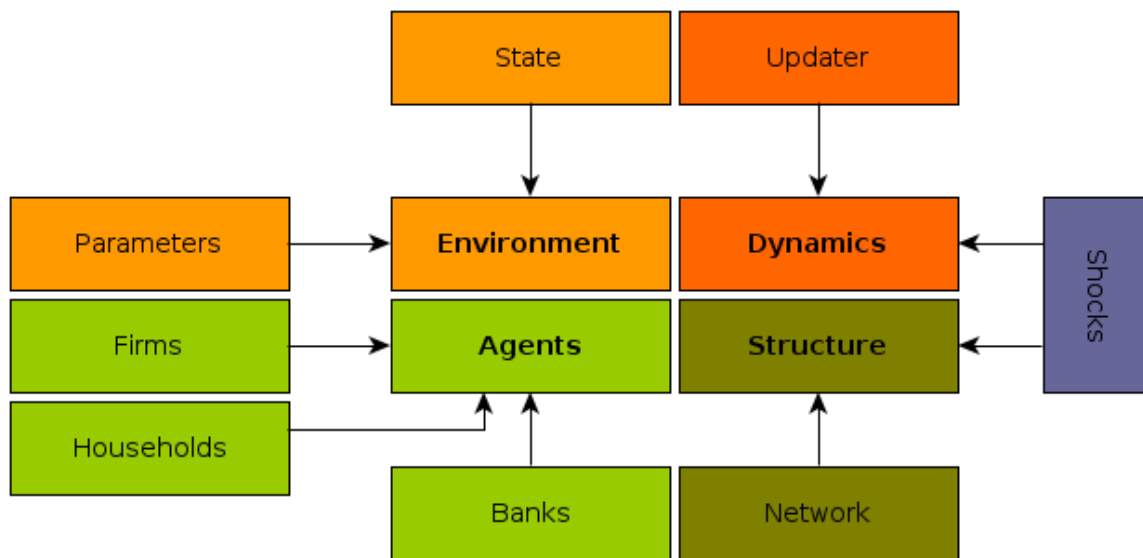 State
Updater
Parameters
Environment
Dynamics
Shocks
Firms
Agents
Structure
Households
Banks
Network